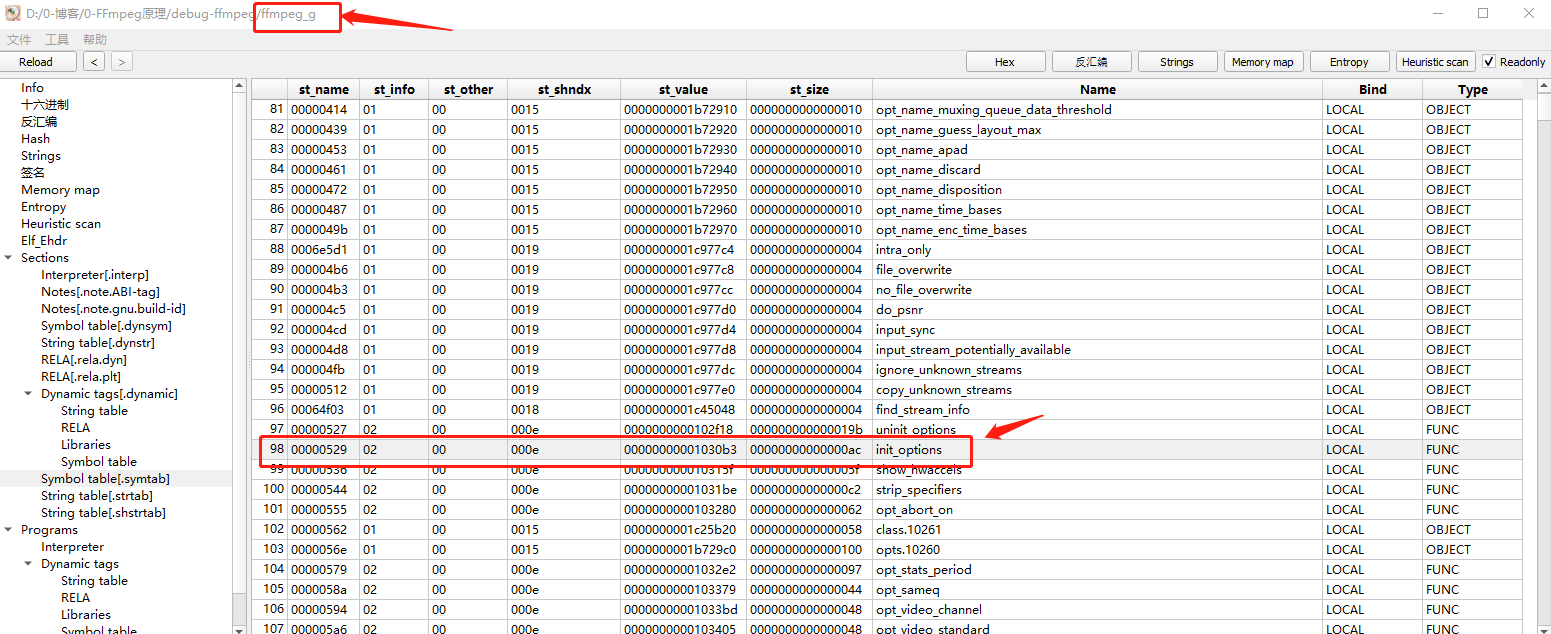 D:/0-博客/0-FFmpeg原理/debug-ffmpeg/ffmpeg_g
文件 工具 帮助
Reload < > Hex 反汇编 Strings Memory map Entropy Heuristic scan Readonly
Info
十六进制
反汇编
Hash
Strings
签名
Memory map
Entropy
Heuristic scan
Elf_Ehdr
Sections
Interpreter[.interp]
Notes[.note.ABI-tag]
Notes[.note.gnu.build-id]
Symbol table[.dynsym]
String table[.dynstr]
RELA[.rela.dyn]
RELA[.rela.plt]
Dynamic tags[.dynamic]
String table
RELA
Libraries
Symbol table
Symbol table[.symtab]
String table[.strtab]
String table[.shstrtab]
Programs
Interpreter
Dynamic tags
String table
RELA
Libraries
Symbol table
st_name st_info st_other st_shndx st_value st_size Name Bind Type
81 00000414 01 00 0015 0000000001b72910 0000000000000010 opt_name_muxing_queue_data_threshold LOCAL OBJECT
82 00000439 01 00 0015 0000000001b72920 0000000000000010 opt_name_guess_layout_max LOCAL OBJECT
83 00000453 01 00 0015 0000000001b72930 0000000000000010 opt_name_apad LOCAL OBJECT
84 00000461 01 00 0015 0000000001b72940 0000000000000010 opt_name_discard LOCAL OBJECT
85 00000472 01 00 0015 0000000001b72950 0000000000000010 opt_name_disposition LOCAL OBJECT
86 00000487 01 00 0015 0000000001b72960 0000000000000010 opt_name_time_bases LOCAL OBJECT
87 0000049b 01 00 0015 0000000001b72970 0000000000000010 opt_name_enc_time_bases LOCAL OBJECT
88 0006e5d1 01 00 0019 0000000001c977c4 0000000000000004 intra_only LOCAL OBJECT
89 000004b6 01 00 0019 0000000001c977c8 0000000000000004 file_overwrite LOCAL OBJECT
90 000004b3 01 00 0019 0000000001c977cc 0000000000000004 no_file_overwrite LOCAL OBJECT
91 000004c5 01 00 0019 0000000001c977d0 0000000000000004 do_psnr LOCAL OBJECT
92 000004cd 01 00 0019 0000000001c977d4 0000000000000004 input_sync LOCAL OBJECT
93 000004d8 01 00 0019 0000000001c977d8 0000000000000004 input_stream_potentially_available LOCAL OBJECT
94 000004fb 01 00 0019 0000000001c977dc 0000000000000004 ignore_unknown_streams LOCAL OBJECT
95 00000512 01 00 0019 0000000001c977e0 0000000000000004 copy_unknown_streams LOCAL OBJECT
96 00064f03 01 00 0018 0000000001c45048 0000000000000004 find_stream_info LOCAL OBJECT
97 00000527 02 00 000e 0000000000102f18 000000000000019b uninit_options LOCAL FUNC
98 00000529 02 00 000e 00000000001030b3 00000000000000ac init_options LOCAL FUNC
99 00000536 02 00 000e 000000000010315f 000000000000005f show_hwaccels LOCAL FUNC
100 00000544 02 00 000e 00000000001031be 00000000000000c2 strip_specifiers LOCAL FUNC
101 00000555 02 00 000e 0000000000103280 0000000000000062 opt_abort_on LOCAL FUNC
102 00000562 01 00 0015 0000000001c25b20 0000000000000058 class.10261 LOCAL OBJECT
103 0000056e 01 00 0015 0000000001b729c0 0000000000000100 opts.10260 LOCAL OBJECT
104 00000579 02 00 000e 00000000001032e2 0000000000000097 opt_stats_period LOCAL FUNC
105 0000058a 02 00 000e 0000000000103379 0000000000000044 opt_sameq LOCAL FUNC
106 00000594 02 00 000e 00000000001033bd 0000000000000048 opt_video_channel LOCAL FUNC
107 000005a6 02 00 000e 0000000000103405 0000000000000048 opt_video_standard LOCAL FUNC